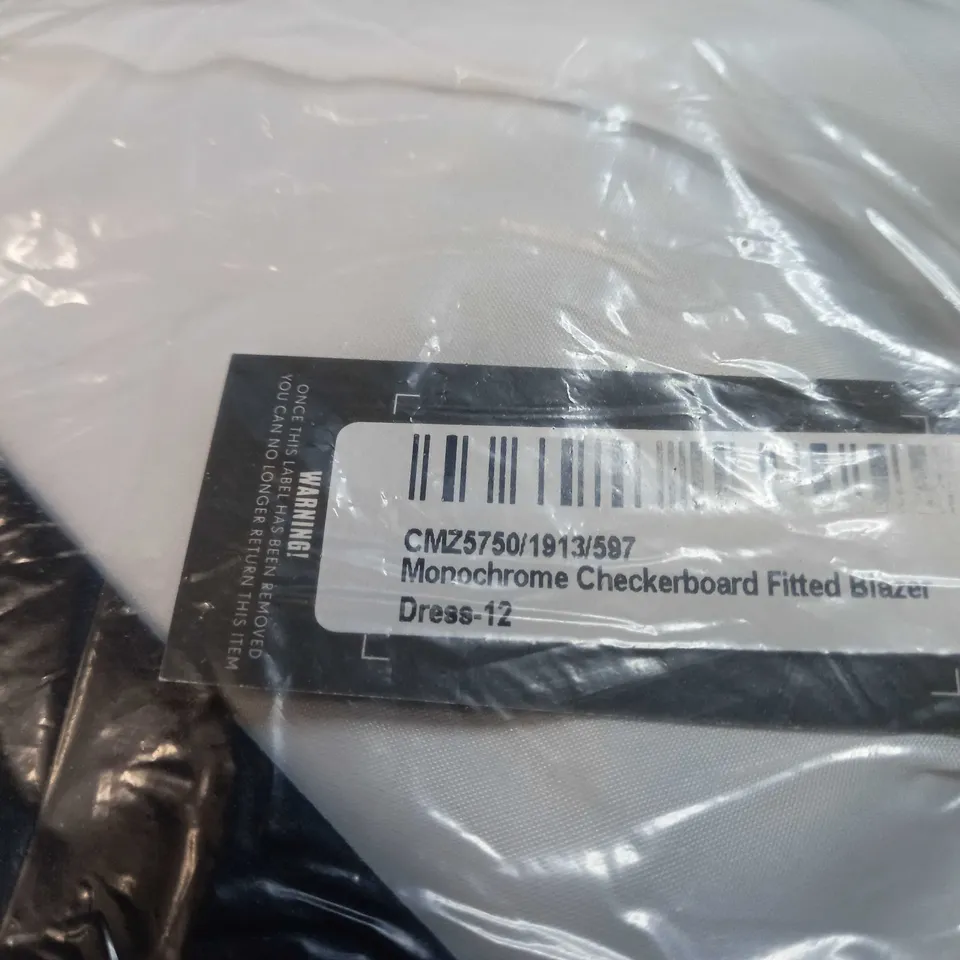 WARNING!
ONCE THIS LABEL HAS BEEN REMOVED
YOU CAN NO LONGER RETURN THIS ITEM
CMZ5750/1913/597
Monochrome Checkerboard Fitted Blazer
Dress-12